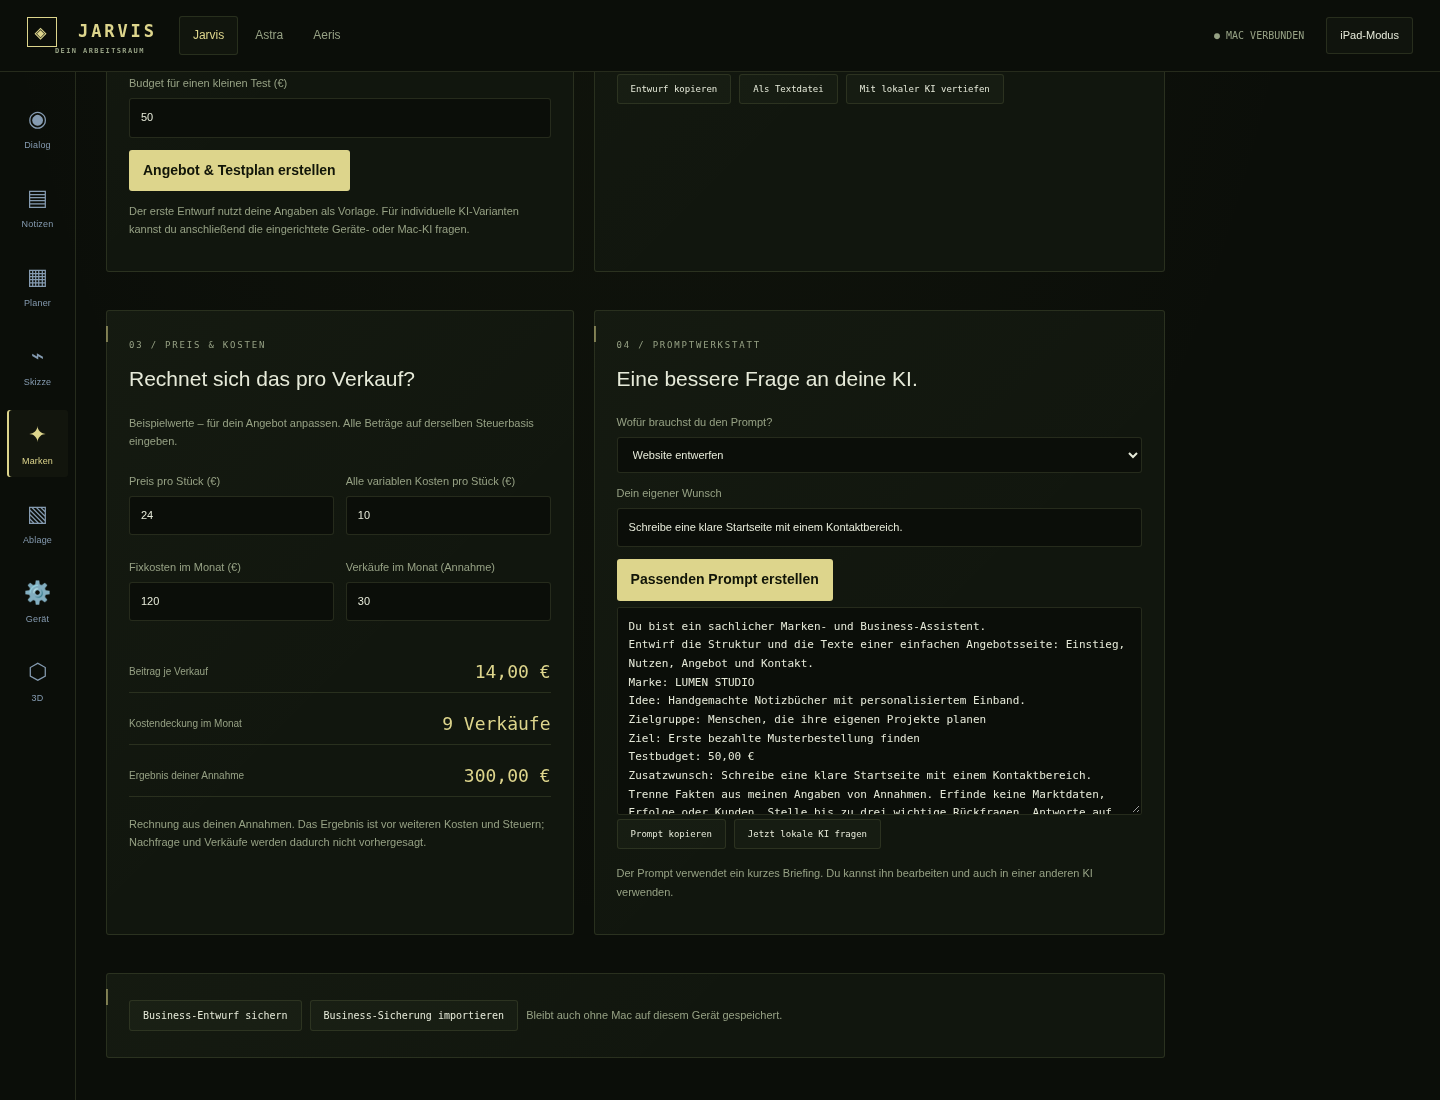 JARVIS
DEIN ARBEITSRAUM
Jarvis
Astra
Aeris
MAC VERBUNDEN
iPad-Modus
Dialog
Notizen
Planer
Skizze
Marken
Ablage
Gerät
3D
Budget für einen kleinen Test (€)
50
Angebot & Testplan erstellen
Der erste Entwurf nutzt deine Angaben als Vorlage. Für individuelle KI-Varianten
kannst du anschließend die eingerichtete Geräte- oder Mac-KI fragen.
Entwurf kopieren
Als Textdatei
Mit lokaler KI vertiefen
03 / PREIS & KOSTEN
Rechnet sich das pro Verkauf?
Beispielwerte – für dein Angebot anpassen. Alle Beträge auf derselben Steuerbasis
eingeben.
Preis pro Stück (€)
Alle variablen Kosten pro Stück (€)
24
10
Fixkosten im Monat (€)
Verkäufe im Monat (Annahme)
120
30
Beitrag je Verkauf
14,00 €
Kostendeckung im Monat
9 Verkäufe
Ergebnis deiner Annahme
300,00 €
Rechnung aus deinen Annahmen. Das Ergebnis ist vor weiteren Kosten und Steuern;
Nachfrage und Verkäufe werden dadurch nicht vorhergesagt.
04 / PROMPTWERKSTATT
Eine bessere Frage an deine KI.
Wofür brauchst du den Prompt?
Website entwerfen
Dein eigener Wunsch
Schreibe eine klare Startseite mit einem Kontaktbereich.
Passenden Prompt erstellen
Du bist ein sachlicher Marken- und Business-Assistent.
Entwirf die Struktur und die Texte einer einfachen Angebotsseite: Einstieg,
Nutzen, Angebot und Kontakt.
Marke: LUMEN STUDIO
Idee: Handgemachte Notizbücher mit personalisiertem Einband.
Zielgruppe: Menschen, die ihre eigenen Projekte planen
Ziel: Erste bezahlte Musterbestellung finden
Testbudget: 50,00 €
Zusatzwunsch: Schreibe eine klare Startseite mit einem Kontaktbereich.
Trenne Fakten aus meinen Angaben von Annahmen. Erfinde keine Marktdaten,
Erfolge oder Kunden. Stelle bis zu drei wichtige Rückfragen. Antworte auf
Prompt kopieren
Jetzt lokale KI fragen
Der Prompt verwendet ein kurzes Briefing. Du kannst ihn bearbeiten und auch in einer anderen KI
verwenden.
Business-Entwurf sichern
Business-Sicherung importieren
Bleibt auch ohne Mac auf diesem Gerät gespeichert.